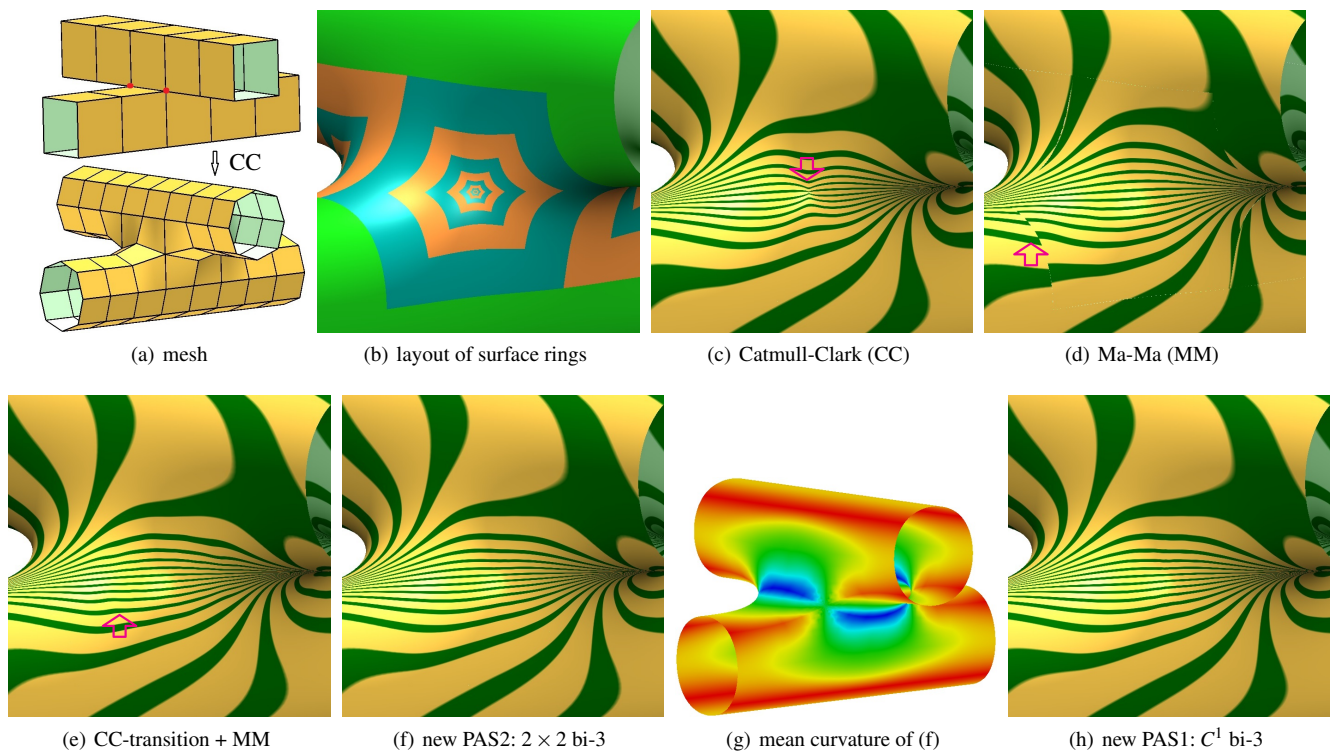 CC
(a) mesh
(b) layout of surface rings
(c) Catmull-Clark (CC)
(d) Ma-Ma (MM)
(e) CC-transition + MM
(f) new PAS2: 2 × 2 bi-3
(g) mean curvature of (f)
(h) new PAS1: C¹ bi-3